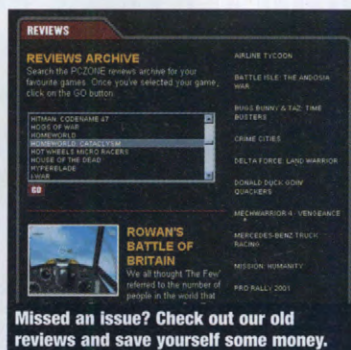 REVIEWS
REVIEWS ARCHIVE
Search the PCZONE reviews archive for your
favourite games. Once you've selected your game,
click on the GO button.
HITMAN: CODENAME 47
HOGS OF WAR
HOMEWORLD
HOMEWORLD: CATACLYSM
HOT WHEELS MICRO RACERS
HOUSE OF THE DEAD
HYPERBLADE
I-WAR
GO
ROWAN'S
BATTLE OF
BRITAIN
We all thought 'The Few'
referred to the number of
people in the world that
AIRLINE TYCOON
BATTLE ISLE: THE ANDOSIA
WAR
BUGS BUNNY & TAZ: TIME
BUSTERS
CRIME CITIES
DELTA FORCE: LAND WARRIOR
DONALD DUCK GOIN'
QUACKERS
MECHWARRIOR 4: VENGEANCE
MERCEDES-BENZ TRUCK
RACING
MISSION: HUMANITY
PRO RALLY 2001
Missed an issue? Check out our old
reviews and save yourself some money.